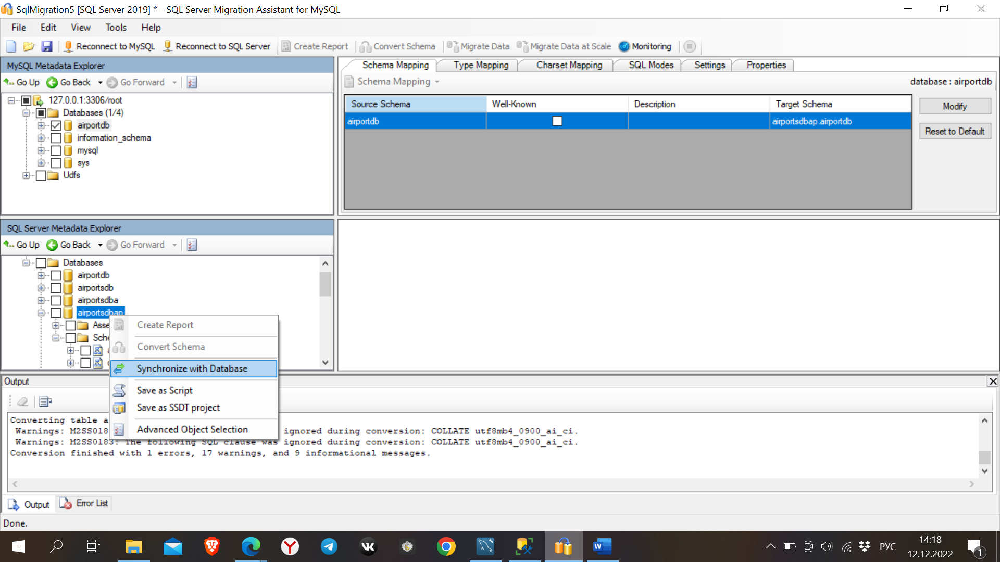 SqlMigration5 [SQL Server 2019] * - SQL Server Migration Assistant for MySQL
File Edit View Tools Help
Reconnect to MySQL Reconnect to SQL Server Create Report Convert Schema Migrate Data Migrate Data at Scale Monitoring
MySQL Metadata Explorer
Go Up Go Back Go Forward
127.0.0.1:3306/root
Databases (1/4)
airportdb
information_schema
mysql
sys
Udfs
Schema Mapping Type Mapping Charset Mapping SQL Modes Settings Properties
Schema Mapping database : airportdb
Source Schema Well-Known Description Target Schema
airportdb airportsdbap.airportdb
Modify
Reset to Default
SQL Server Metadata Explorer
Go Up Go Back Go Forward
Databases
airportdb
airportsdb
airportsdba
airportsdbap
Asse
Sche
Create Report
Convert Schema
Synchronize with Database
Save as Script
Save as SSDT project
Advanced Object Selection
Output
Converting table a
Warnings: M2SS018 ignored during conversion: COLLATE utf8mb4_0900_ai_ci.
Warnings: M2SS0183: The following SQL clause was ignored during conversion: COLLATE utf8mb4_0900_ai_ci.
Conversion finished with 1 errors, 17 warnings, and 9 informational messages.
Output Error List
Done.
РУС
14:18
12.12.2022
1